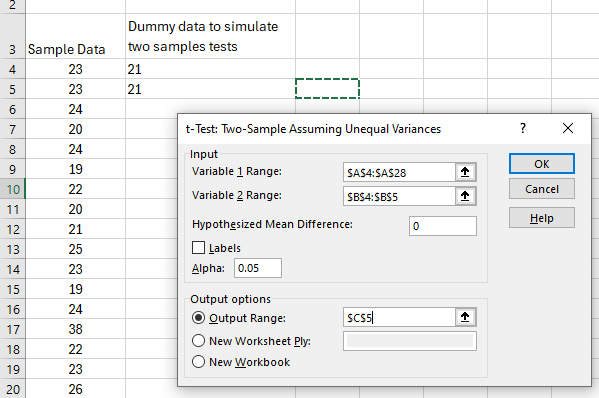 2
Dummy data to simulate
3 Sample Data two samples tests
4 23 21
5 23 21
6 24
7 20
8 24
9 19
10 22
11 20
12 21
13 25
14 23
15 19
16 24
17 38
18 22
19 23
20 26
t-Test: Two-Sample Assuming Unequal Variances ? X
Input
Variable 1 Range: $A$4:$A$28
Variable 2 Range: $B$4:$B$5
Hypothesized Mean Difference: 0
Labels
Alpha: 0.05
Output options
Output Range: $C$5
New Worksheet Ply:
New Workbook
OK
Cancel
Help